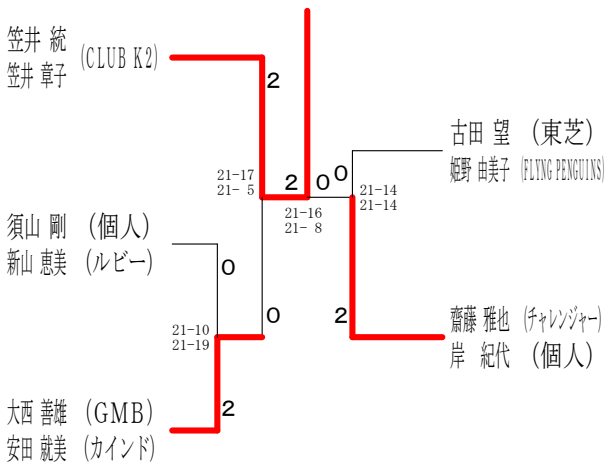 笠井 統
笠井 章子 (CLUB K2)
2
古田 望 (東芝)
姫野 由美子 (FLYNG PENGUINS)
21-17
21- 5
2
0
0
21-14
21-14
21-16
21- 8
須山 剛 (個人)
新山 恵美 (ルビー)
0
0
2
21-10
21-19
齋藤 雅也 (チャレンジャー)
岸 紀代 (個人)
大西 善雄 (GMB)
安田 就美 (カインド)
2